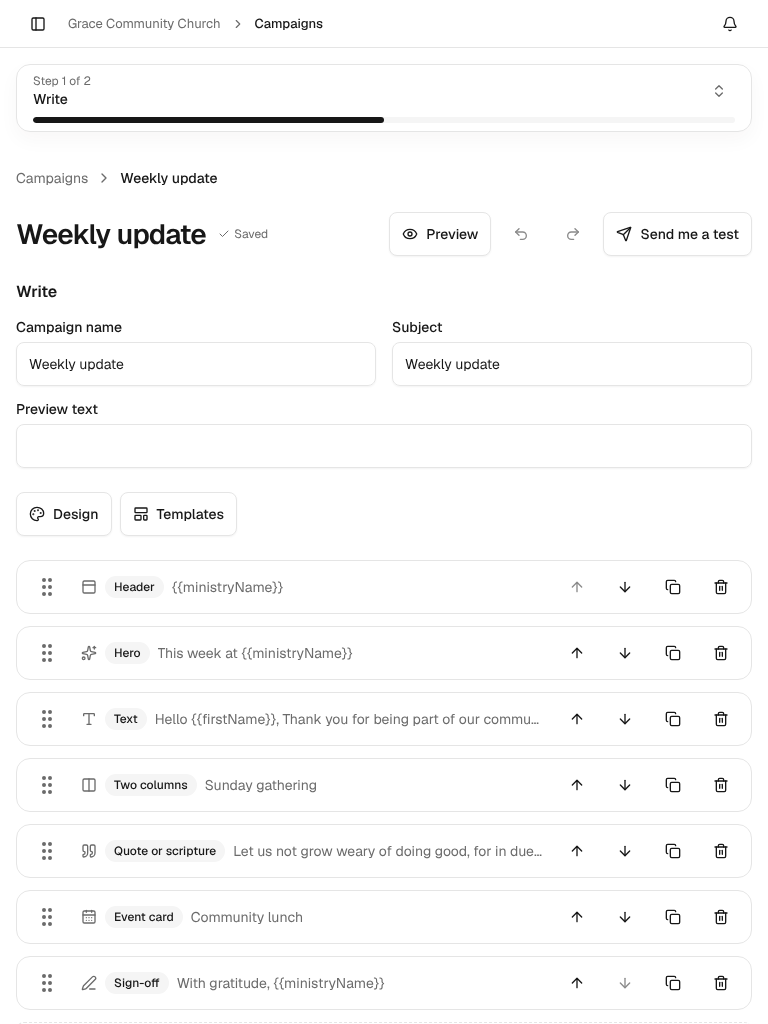 Grace Community Church > Campaigns
Step 1 of 2
Write
Campaigns > Weekly update
Weekly update Saved Preview Send me a test
Write
Campaign name Subject
Weekly update Weekly update
Preview text
Design Templates
Header {{ministryName}}
Hero This week at {{ministryName}}
Text Hello {{firstName}}, Thank you for being part of our commu...
Two columns Sunday gathering
Quote or scripture Let us not grow weary of doing good, for in due...
Event card Community lunch
Sign-off With gratitude, {{ministryName}}